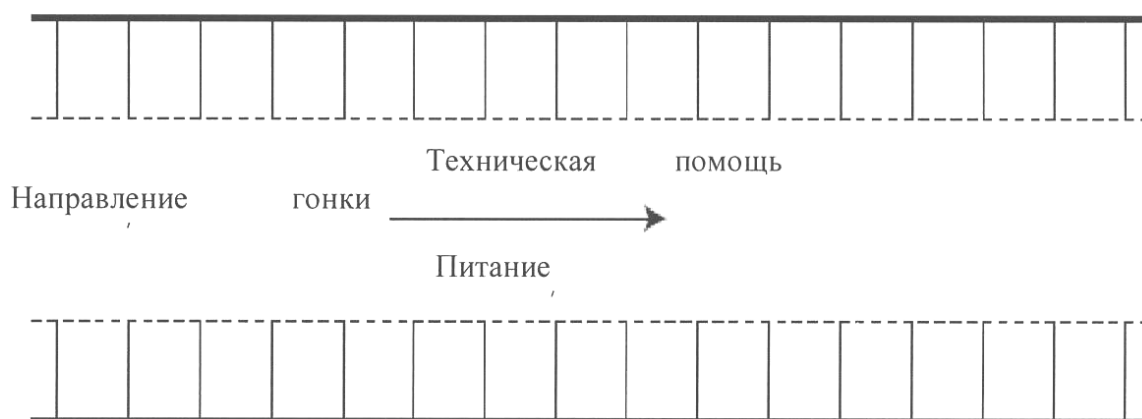 Техническая помощь
Направление гонки
Питание